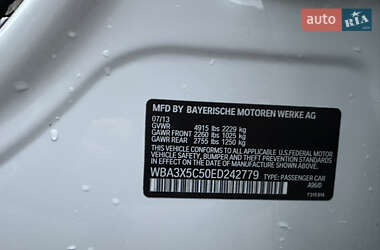 auto RIA
MFD BY BAYERISCHE MOTOREN WERKE AG
07/13
GVWR 4915 lbs 2229 kg
GAWR FRONT 2260 lbs 1025 kg
GAWR REAR 2755 lbs 1250 kg
THIS VEHICLE CONFORMS TO ALL APPLICABLE U.S. FEDERAL MOTOR
VEHICLE SAFETY, BUMPER, AND THEFT PREVENTION STANDARDS IN
EFFECT ON THE DATE OF MANUFACTURE SHOWN ABOVE.
WBA3X5C50ED242779 TYPE: PASSENGER CAR